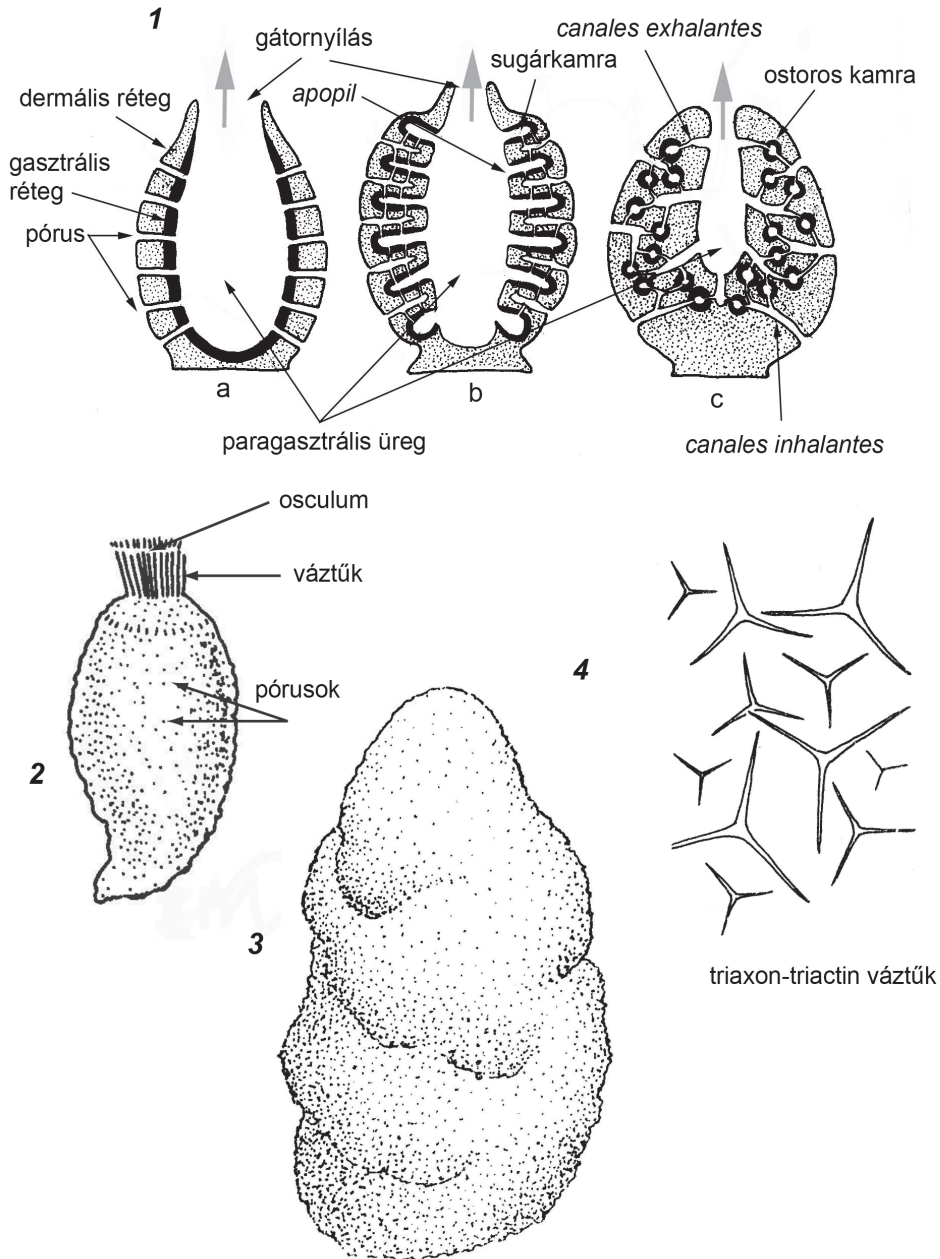 1
gátornyílás
canales exhalantes
sugárkamra
ostoros kamra
dermális réteg
apopil
gasztrális
réteg
pórus
a
b
c
paragasztrális üreg
canales inhalantes
osculum
váztűk
pórusok
2
3
4
triaxon-triactin váztűk